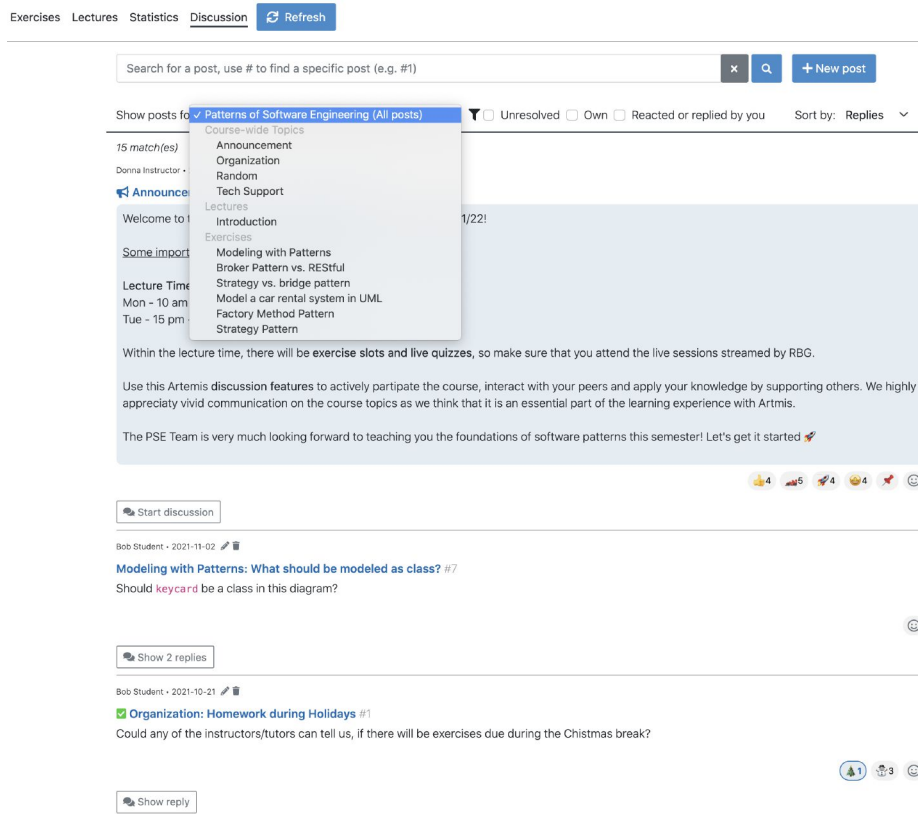 Exercises Lectures Statistics Discussion Refresh
Search for a post, use # to find a specific post (e.g. #1) × + New post
Show posts fo ✓ Patterns of Software Engineering (All posts) Unresolved Own Reacted or replied by you Sort by: Replies
Course-wide Topics
Announcement
Organization
Random
Tech Support
Lectures
Introduction
Exercises
Modeling with Patterns
Broker Pattern vs. REStful
Strategy vs. bridge pattern
Model a car rental system in UML
Factory Method Pattern
Strategy Pattern
15 match(es)
Donna Instructor •
Announce
Welcome to 1/22!
Some import
Lecture Time
Mon - 10 am
Tue - 15 pm -
Within the lecture time, there will be exercise slots and live quizzes, so make sure that you attend the live sessions streamed by RBG.
Use this Artemis discussion features to actively partipate the course, interact with your peers and apply your knowledge by supporting others. We highly
appreciaty vivid communication on the course topics as we think that it is an essential part of the learning experience with Artmis.
The PSE Team is very much looking forward to teaching you the foundations of software patterns this semester! Let's get it started 🚀
👍4 🏎️5 🚀4 🤩4 📌
Start discussion
Bob Student • 2021-11-02
Modeling with Patterns: What should be modeled as class? #7
Should keycard be a class in this diagram?
Show 2 replies
Bob Student • 2021-10-21
✅ Organization: Homework during Holidays #1
Could any of the instructors/tutors can tell us, if there will be exercises due during the Chistmas break?
🎄1 ☃3
Show reply